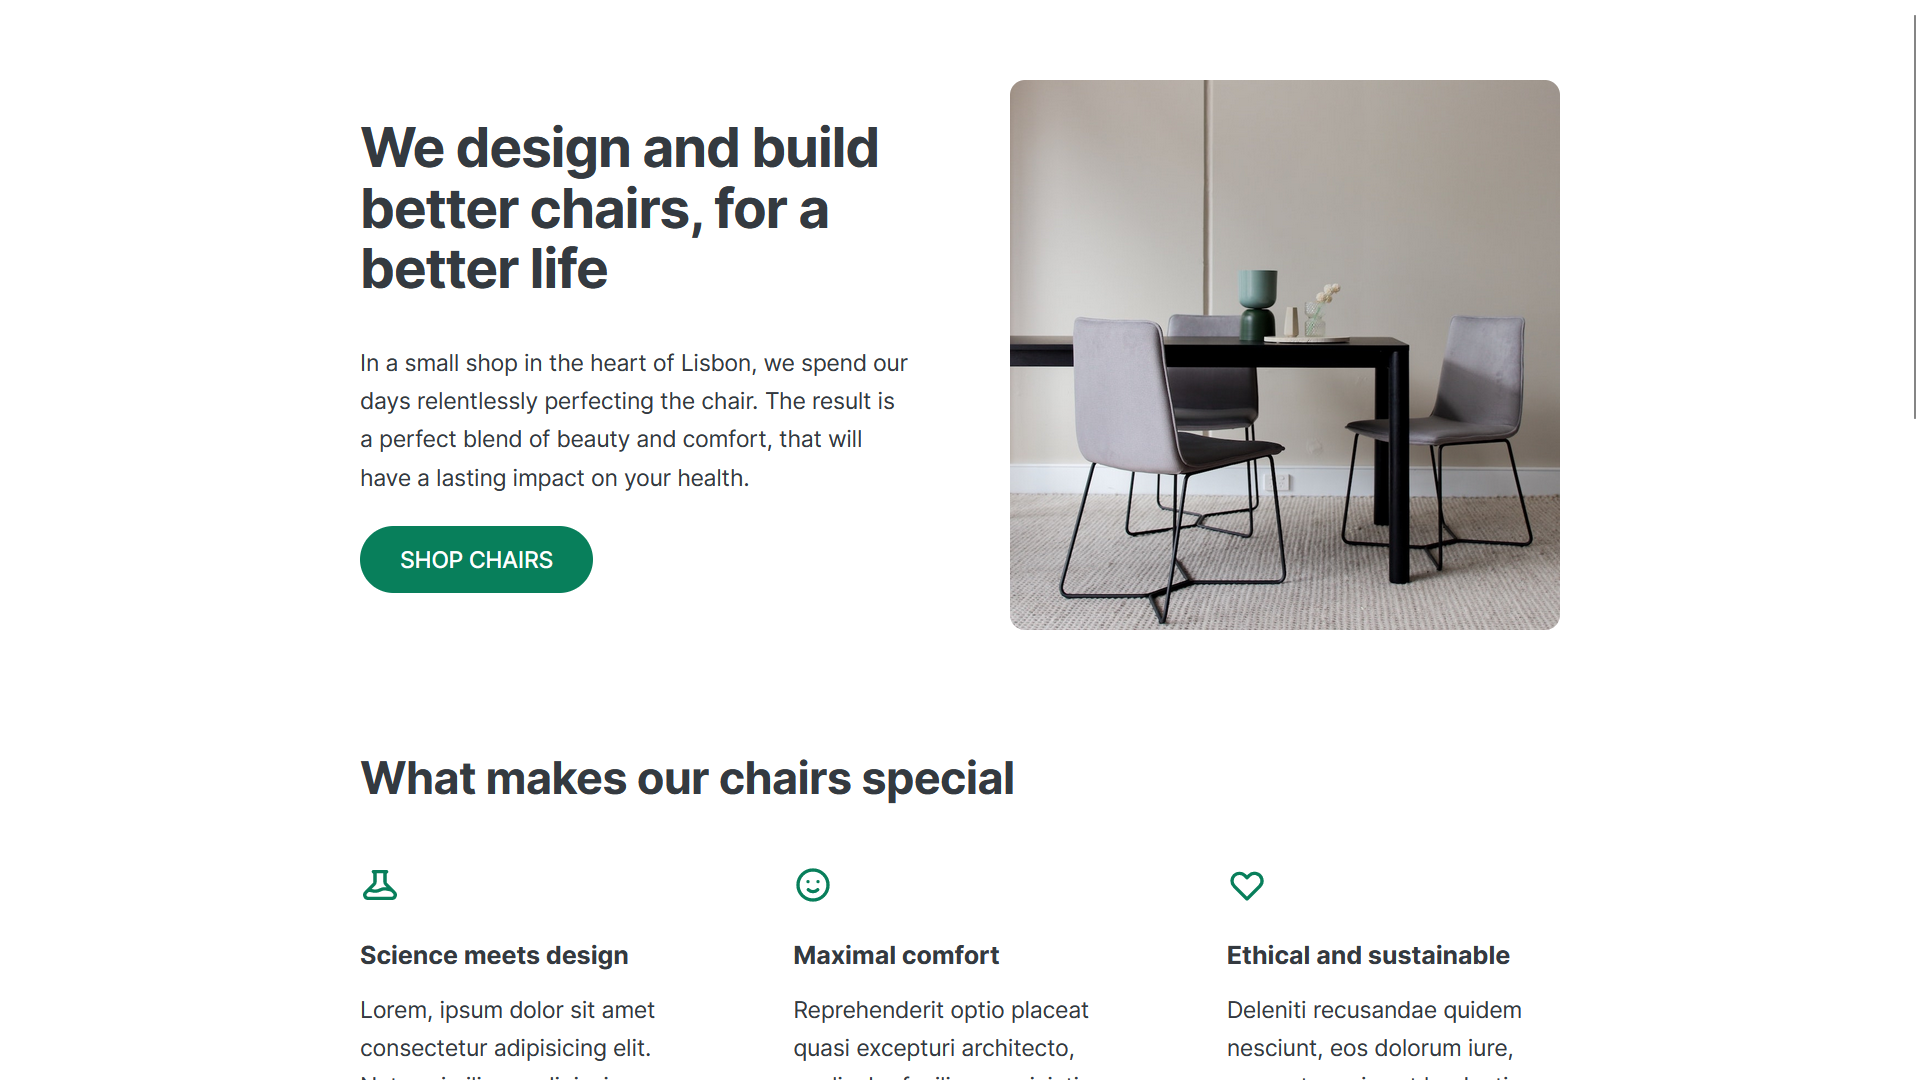 We design and build
better chairs, for a
better life
In a small shop in the heart of Lisbon, we spend our
days relentlessly perfecting the chair. The result is
a perfect blend of beauty and comfort, that will
have a lasting impact on your health.
SHOP CHAIRS
What makes our chairs special
Science meets design
Lorem, ipsum dolor sit amet
consectetur adipisicing elit.
Maximal comfort
Reprehenderit optio placeat
quasi excepturi architecto,
Ethical and sustainable
Deleniti recusandae quidem
nesciunt, eos dolorum iure,